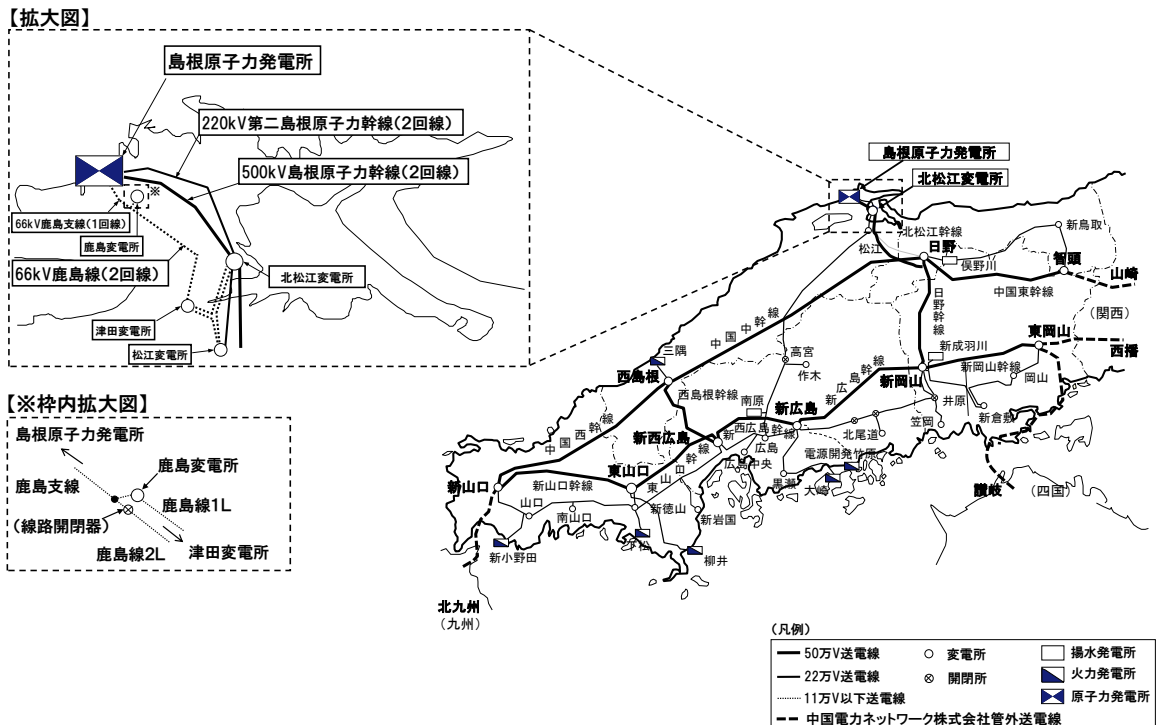 【拡大図】
島根原子力発電所
220kV第二島根原子力幹線(2回線)
500kV島根原子力幹線(2回線)
※
66kV鹿島支線(1回線)
鹿島変電所
66kV鹿島線(2回線)
北松江変電所
津田変電所
松江変電所
【※枠内拡大図】
島根原子力発電所
鹿島変電所
鹿島支線
鹿島線1L
(線路開閉器)
鹿島線2L
津田変電所
島根原子力発電所
北松江変電所
北松江幹線
松江
日野
俣野川
新鳥取
智頭
山崎
中国東幹線
(関西)
日野幹線
東岡山
西播
新成羽川
新岡山幹線
岡山
新岡山
井原
新倉敷
笠岡
中国中幹線
三隅
高宮
作木
西島根
西島根幹線
南原
新広島
新広島幹線
北尾道
中国西幹線
新西広島
新西広島幹線
広島
広島中央
電源開発竹原
黒瀬
大崎
讃岐
(四国)
東山口
東山口幹線
新山口
新山口幹線
山口
南山口
新徳山
新岩国
新小野田
下松
柳井
北九州
(九州)
(凡例)
50万V送電線
変電所
揚水発電所
22万V送電線
開閉所
火力発電所
11万V以下送電線
原子力発電所
中国電力ネットワーク株式会社管外送電線